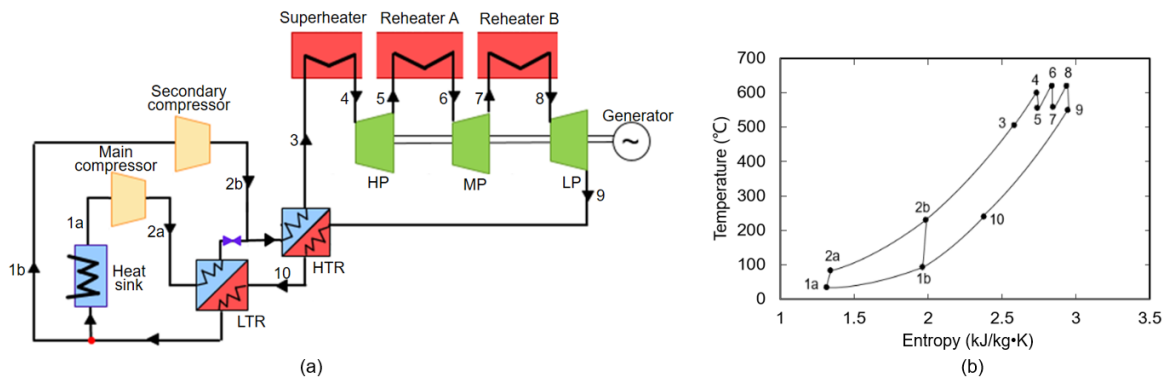 Superheater
Reheater A
Reheater B
Secondary
compressor
4
5
6
7
8
Generator
~
Main
compressor
3
HP
MP
LP
2b
9
1a
2a
1b
Heat
sink
10
HTR
LTR
(a)
700
600
500
400
300
200
100
0
Temperature (℃)
4
6
8
5
7
9
3
2b
10
2a
1a
1b
1
1.5
2
2.5
3
3.5
Entropy (kJ/kg•K)
(b)